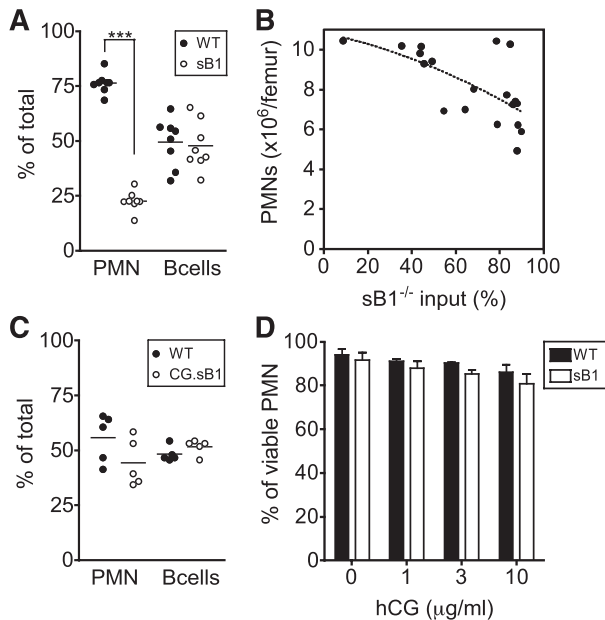 A
% of total
100
75
50
25
0
***
WT
sB1
PMN
Bcells
B
PMNs (x10⁶/femur)
10
8
6
4
2
0
0 20 40 60 80 100
sB1⁻/⁻ input (%)
C
% of total
100
75
50
25
0
WT
CG.sB1
PMN
Bcells
D
% of viable PMN
100
80
60
40
20
0
WT
sB1
0 1 3 10
hCG (μg/ml)